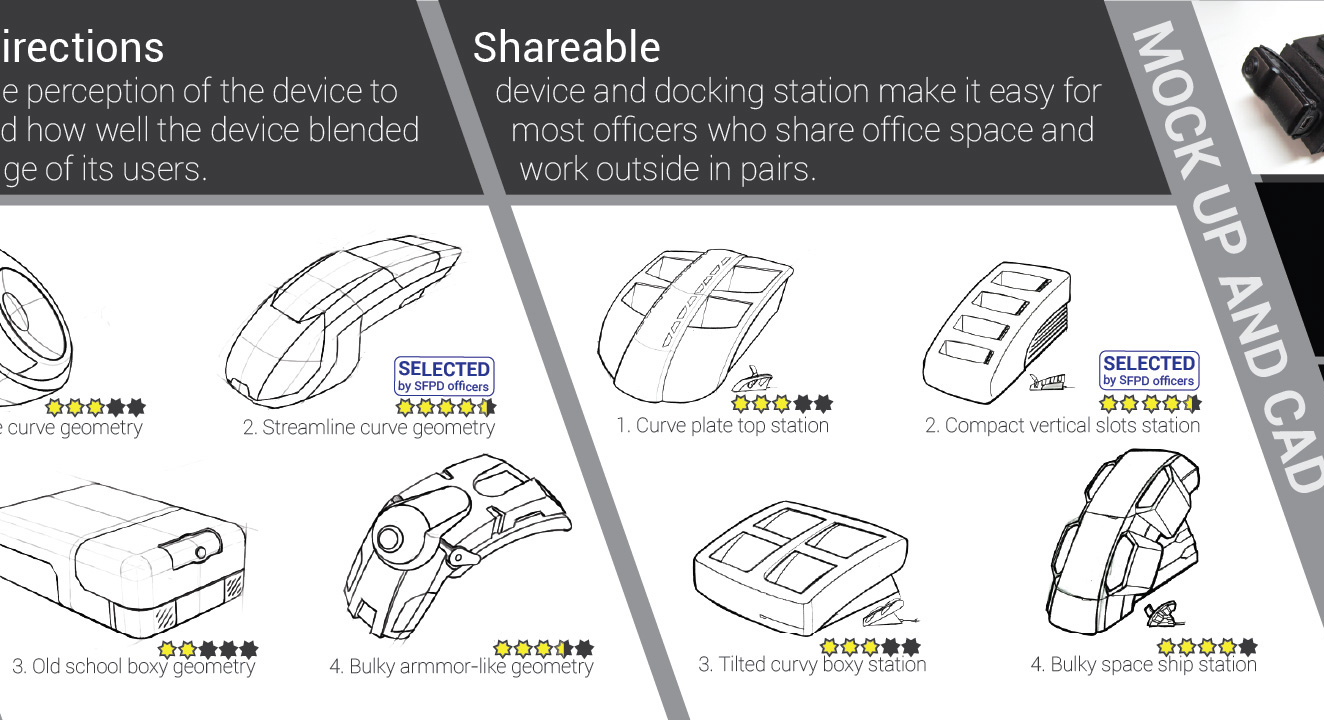 irections
e perception of the device to
d how well the device blended
ge of its users.
Shareable
device and docking station make it easy for
most officers who share office space and
work outside in pairs.
MOCK UP AND CAD
e curve geometry
SELECTED
by SFPD officers
2. Streamline curve geometry
3. Old school boxy geometry
4. Bulky armmor-like geometry
1. Curve plate top station
SELECTED
by SFPD officers
2. Compact vertical slots station
3. Tilted curvy boxy station
4. Bulky space ship station